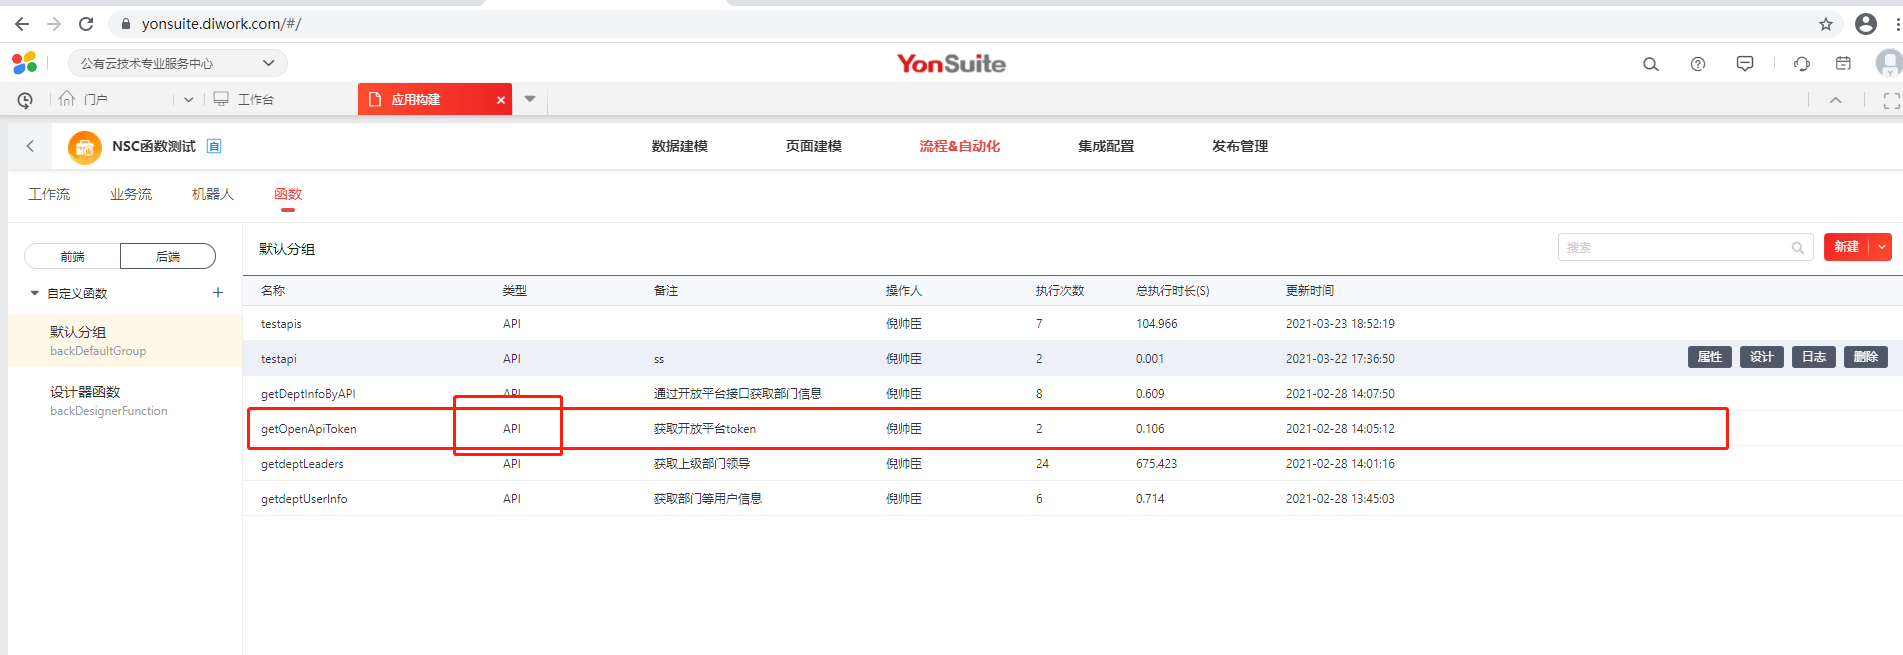 yonsuite.diwork.com/#/
公有云技术专业服务中心
YonSuite
门户
工作台
应用构建
NSC函数测试
自
数据建模
页面建模
流程&自动化
集成配置
发布管理
工作流
业务流
机器人
函数
前端
后端
默认分组
搜索
新建
自定义函数
默认分组
backDefaultGroup
设计器函数
backDesignerFunction
名称 类型 备注 操作人 执行次数 总执行时长(S) 更新时间
testapis API 倪帅臣 7 104.966 2021-03-23 18:52:19
testapi API ss 倪帅臣 2 0.001 2021-03-22 17:36:50 属性 设计 日志 删除
getDeptInfoByAPI API 通过开放平台接口获取部门信息 倪帅臣 8 0.609 2021-02-28 14:07:50
getOpenApiToken API 获取开放平台token 倪帅臣 2 0.106 2021-02-28 14:05:12
getdeptLeaders API 获取上级部门领导 倪帅臣 24 675.423 2021-02-28 14:01:16
getdeptUserInfo API 获取部门等用户信息 倪帅臣 6 0.714 2021-02-28 13:45:03